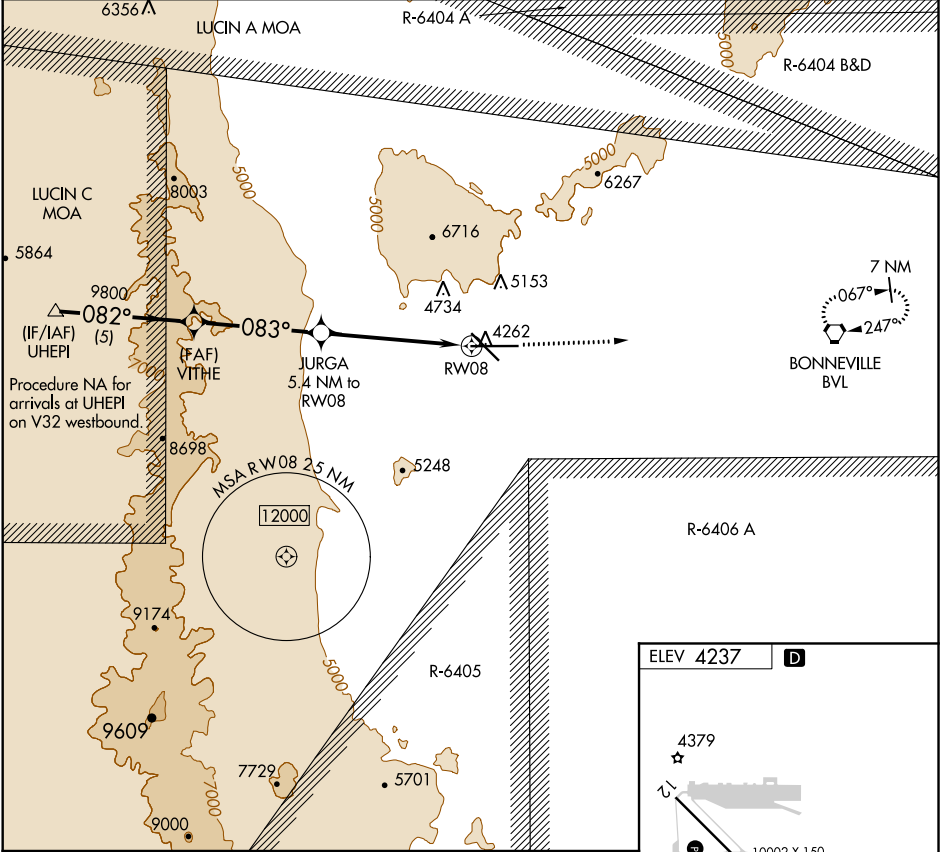 6356
LUCIN A MOA
R-6404 A
5000
R-6404 B&D
5000
8003
5000
5000
6267
LUCIN C
MOA
6716
5864
5153
4734
7 NM
067°
247°
BONNEVILLE
BVL
9800
082°
(5)
(IF/IAF)
UHEPI
(FAF)
VITHE
083°
JURGA
5.4 NM to
RW08
4262
RW08
Procedure NA for
arrivals at UHEPI
on V32 westbound.
8698
5248
MSA RW08 25 NM
12000
R-6406 A
9174
5000
R-6405
ELEV 4237
D
9609
4379
7729
5701
7000
12
9000
P
10002 X 150